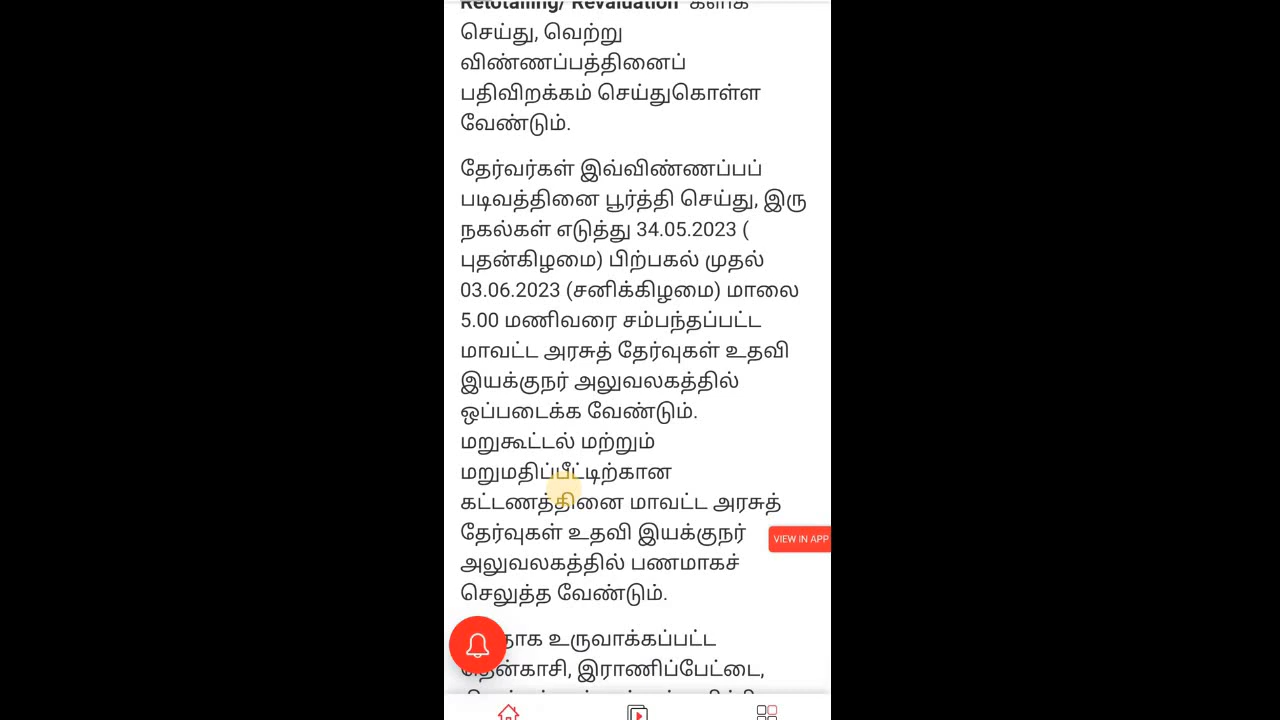 Retotalling/ Revaluation
செய்து, வெற்று
விண்ணப்பத்தினைப்
பதிவிறக்கம் செய்துகொள்ள
வேண்டும்.
தேர்வர்கள் இவ்விண்ணப்பப்
படிவத்தினை பூர்த்தி செய்து, இரு
நகல்கள் எடுத்து 34.05.2023 (
புதன்கிழமை) பிற்பகல் முதல்
03.06.2023 (சனிக்கிழமை) மாலை
5.00 மணிவரை சம்பந்தப்பட்ட
மாவட்ட அரசுத் தேர்வுகள் உதவி
இயக்குநர் அலுவலகத்தில்
ஒப்படைக்க வேண்டும்.
மறுகூட்டல் மற்றும்
மறுமதிப்பீட்டிற்கான
கட்டணத்தினை மாவட்ட அரசுத்
தேர்வுகள் உதவி இயக்குநர்
VIEW IN APP
அலுவலகத்தில் பணமாகச்
செலுத்த வேண்டும்.
உருவாக்கப்பட்ட
தென்காசி, இராணிப்பேட்டை,